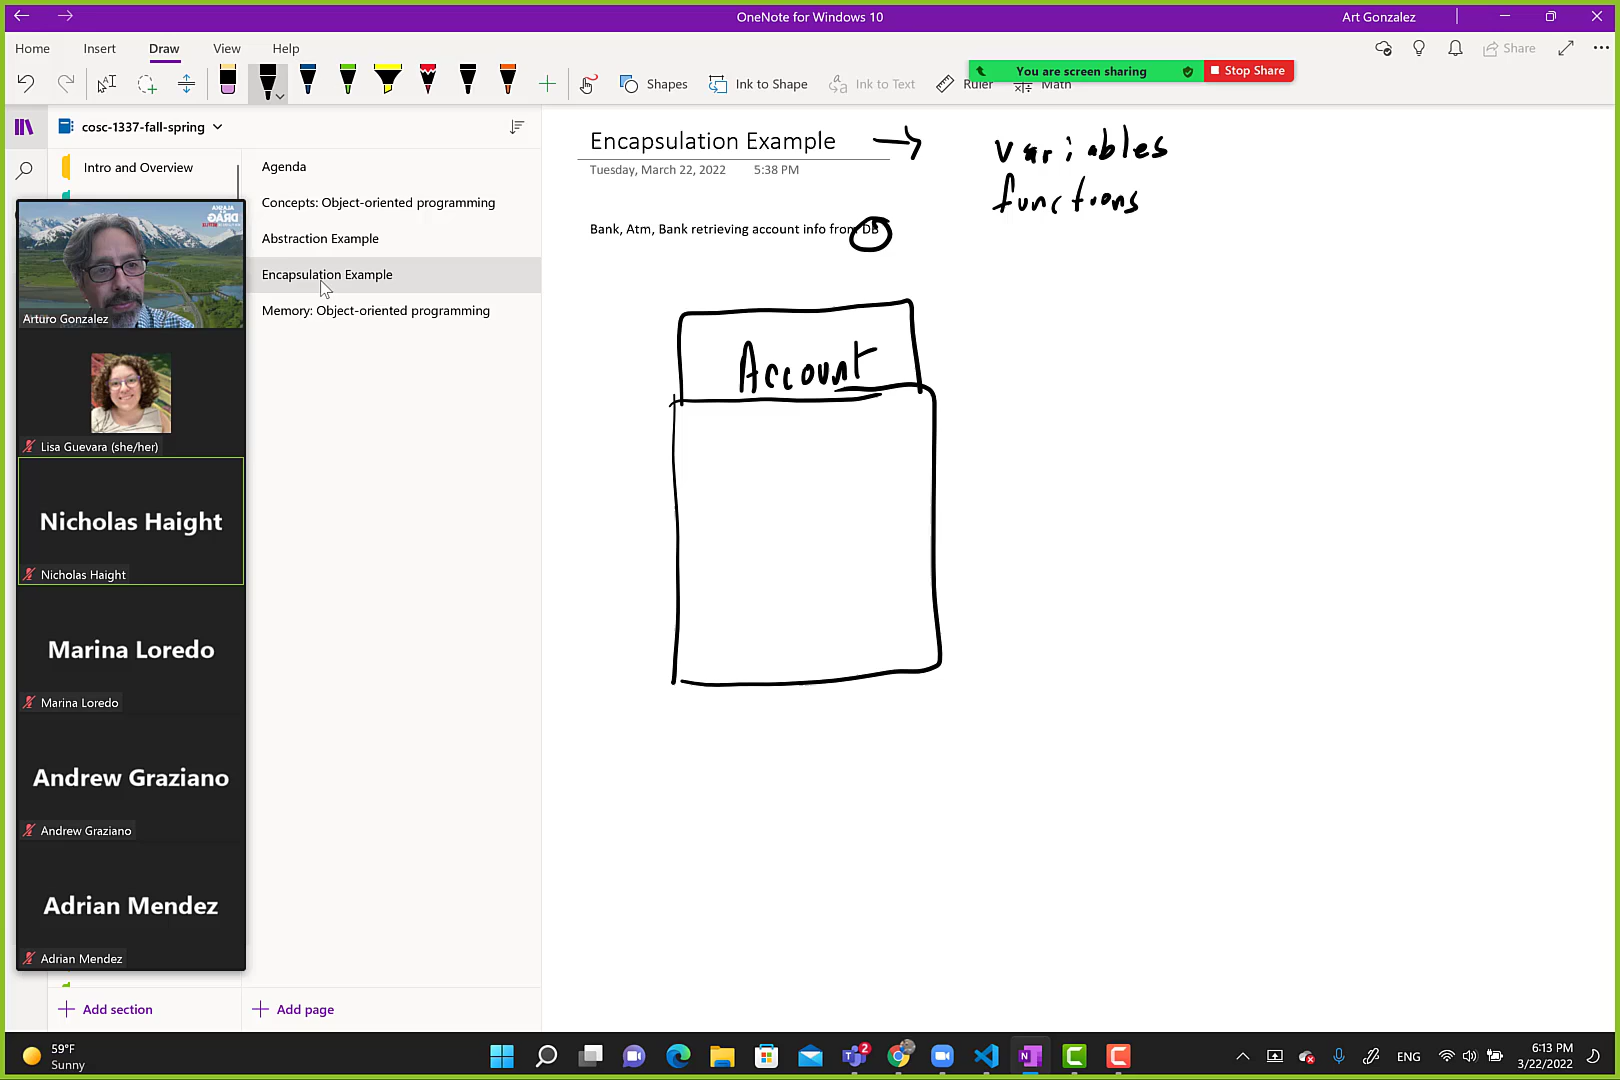 OneNote for Windows 10
Art Gonzalez
Home Insert Draw View Help
Share
Shapes
Ink to Shape
Ink to Text
Ruler
Math
You are screen sharing
Stop Share
cosc-1337-fall-spring
Intro and Overview
Agenda
Concepts: Object-oriented programming
Abstraction Example
Encapsulation Example
Memory: Object-oriented programming
Arturo Gonzalez
Lisa Guevara (she/her)
Nicholas Haight
Nicholas Haight
Marina Loredo
Marina Loredo
Andrew Graziano
Andrew Graziano
Adrian Mendez
Adrian Mendez
Add section
Add page
Encapsulation Example
Tuesday, March 22, 2022 5:38 PM
variables
functions
Bank, Atm, Bank retrieving account info from DB
Account
59°F
Sunny
2
ENG
6:13 PM
3/22/2022